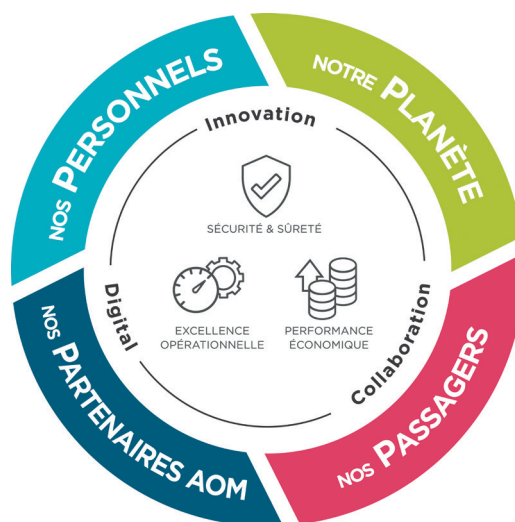 NOS PERSONNELS
NOTRE PLANÈTE
Innovation
SÉCURITÉ & SÛRETÉ
EXCELLENCE
OPÉRATIONNELLE
PERFORMANCE
ÉCONOMIQUE
Digital
Collaboration
NOS PARTENAIRES AOM
NOS PASSAGERS